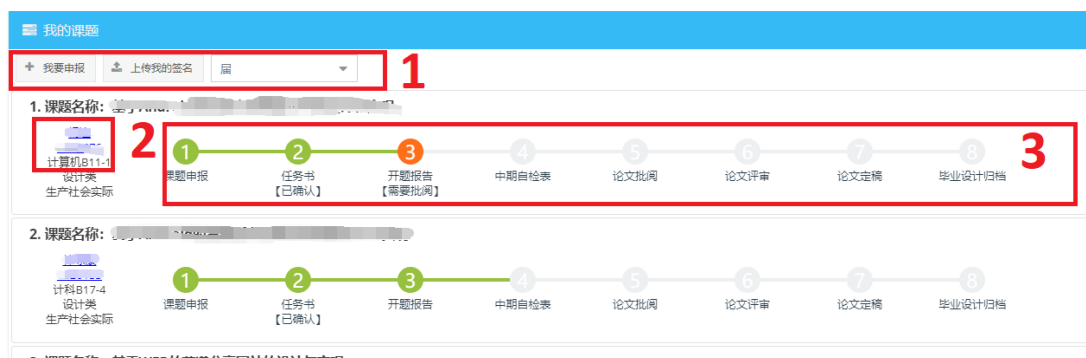 我的课题
我要申报 上传我的签名 届
1
1. 课题名称：
2
3
计算机B11-1
设计类
生产社会实际
1 2 3 4 5 6 7 8
课题申报 任务书 开题报告 中期自检表 论文批阅 论文评审 论文定稿 毕业设计归档
【已确认】 【需要批阅】
2. 课题名称：
计科B17-4
设计类
生产社会实际
1 2 3 4 5 6 7 8
课题申报 任务书 开题报告 中期自检表 论文批阅 论文评审 论文定稿 毕业设计归档
【已确认】